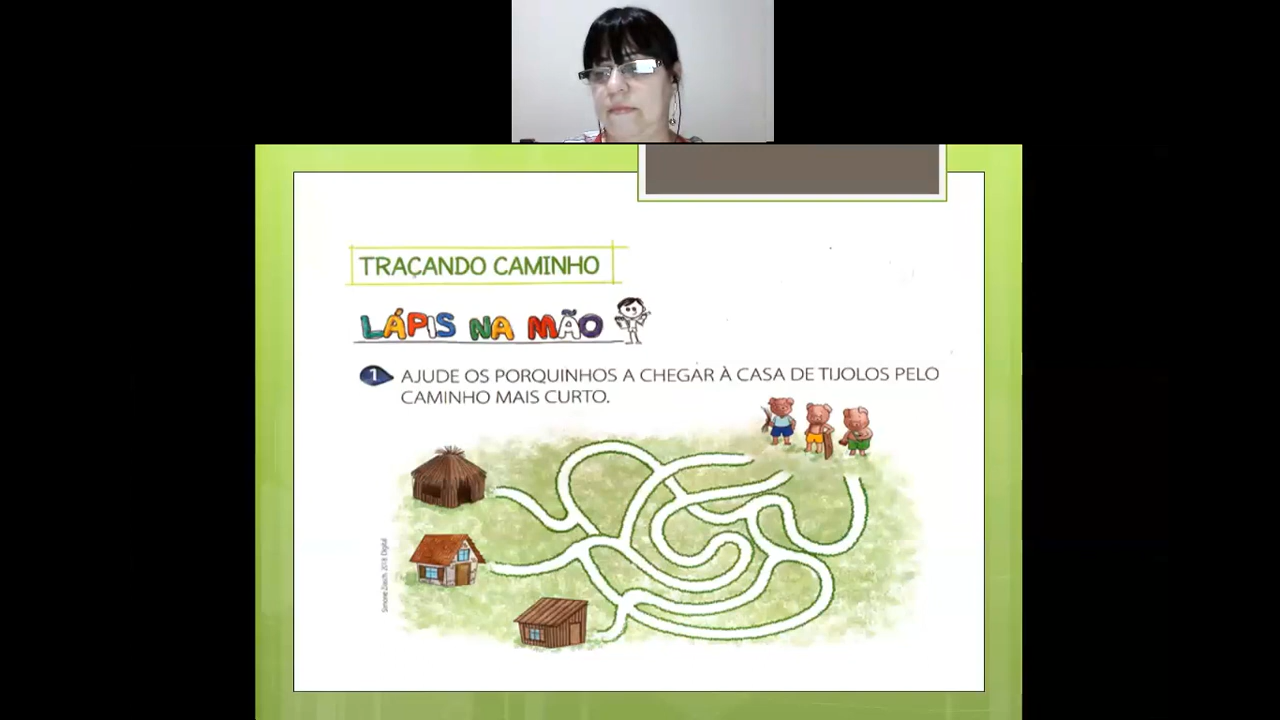 TRAÇANDO CAMINHO
LÁPIS NA MÃO
1 AJUDE OS PORQUINHOS A CHEGAR À CASA DE TIJOLOS PELO
CAMINHO MAIS CURTO.